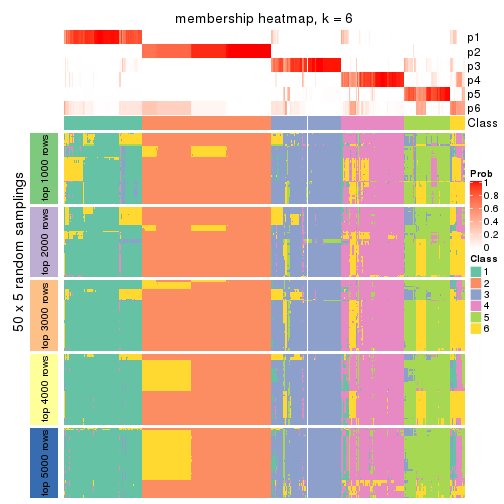 membership heatmap, k = 6
p1
p2
p3
p4
p5
p6
Class
50 x 5 random samplings
top 1000 rows
top 2000 rows
top 3000 rows
top 4000 rows
top 5000 rows
Prob
1
0.8
0.6
0.4
0.2
0
Class
1
2
3
4
5
6